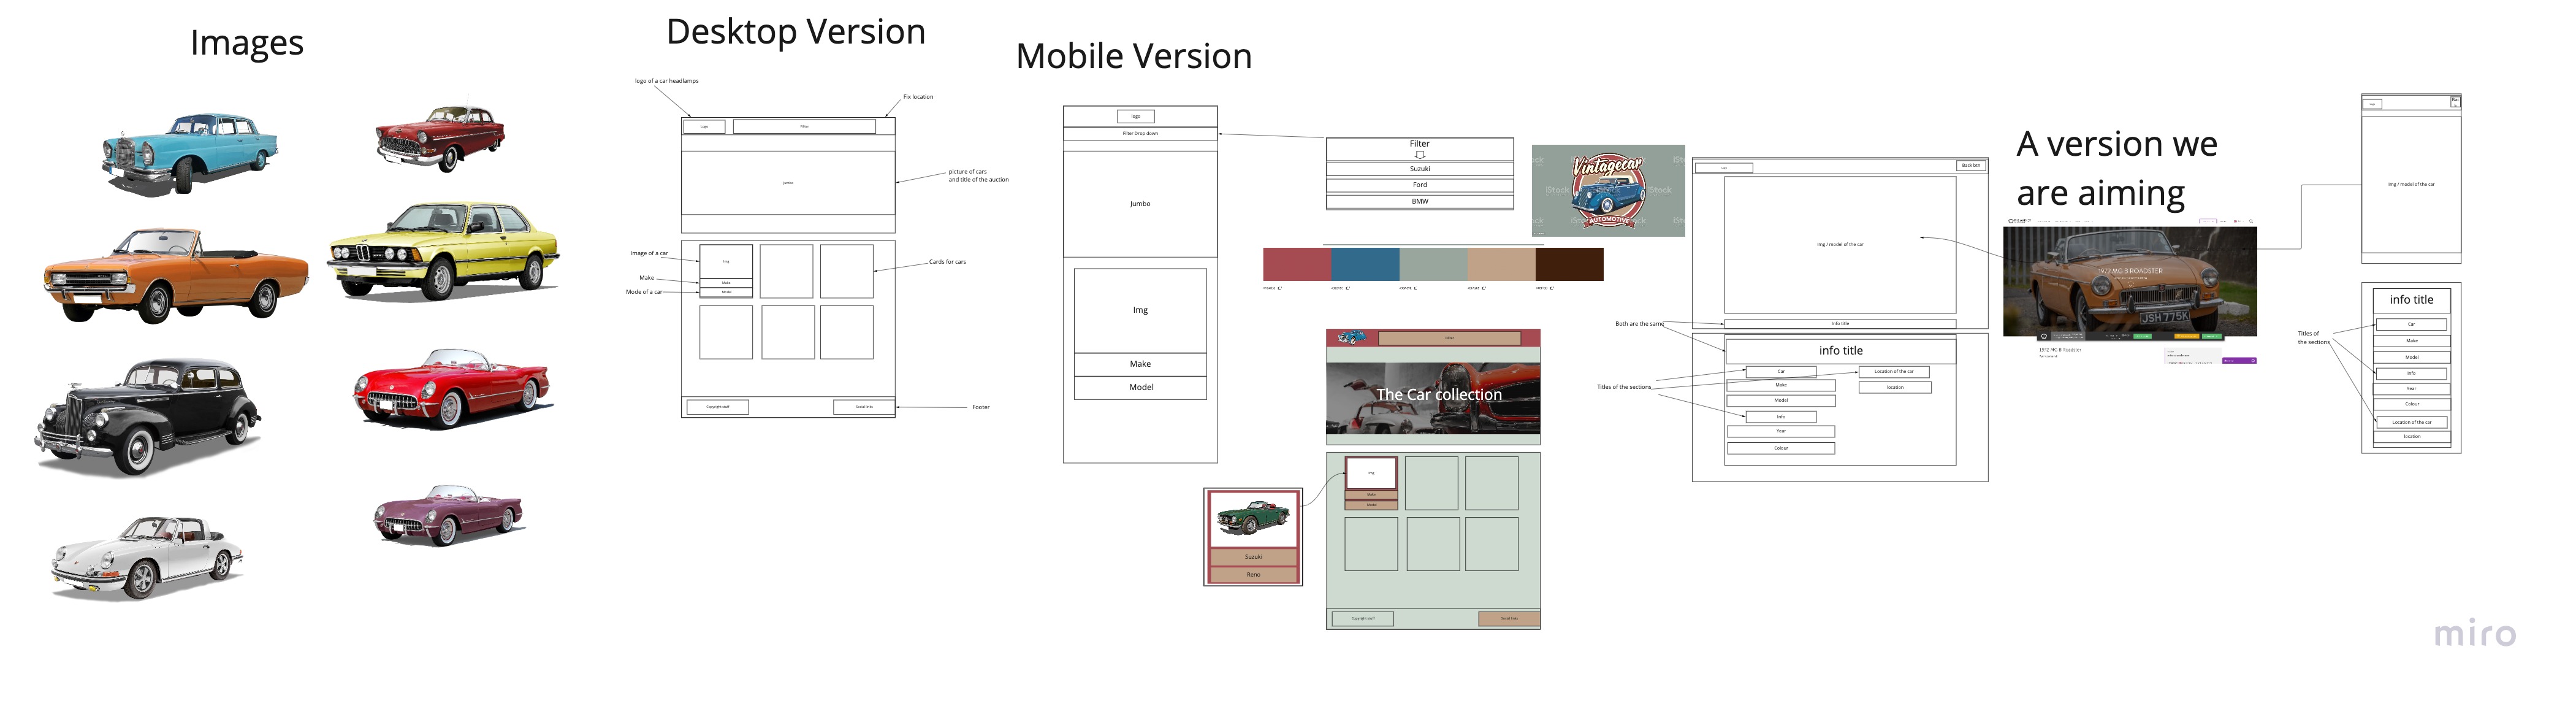 Images
Desktop Version
Mobile Version
logo of a car headlamps
Fix location
Logo
Filter
Jumbo
picture of cars
and title of the auction
Image of a car
Img
Make
Make
Mode of a car
Model
Cards for cars
Copyright stuff
Social links
Footer
logo
Filter Drop down
Jumbo
Img
Make
Model
Filter
Suzuki
Ford
BMW
Vintagecar
AUTOMOTIVE
iStock
Filter
The Car collection
Img
Make
Model
Suzuki
Reno
Copyright stuff
Social links
Back btn
Img / model of the car
Both are the same
Info title
info title
Titles of the sections
Car
Make
Model
Info
Year
Colour
Location of the car
location
A version we
are aiming
1972 MG B ROADSTER
JSH 775K
1972 MG B Roadster
Img / model of the car
info title
Titles of
the sections
Car
Make
Model
Info
Year
Colour
Location of the car
location
miro